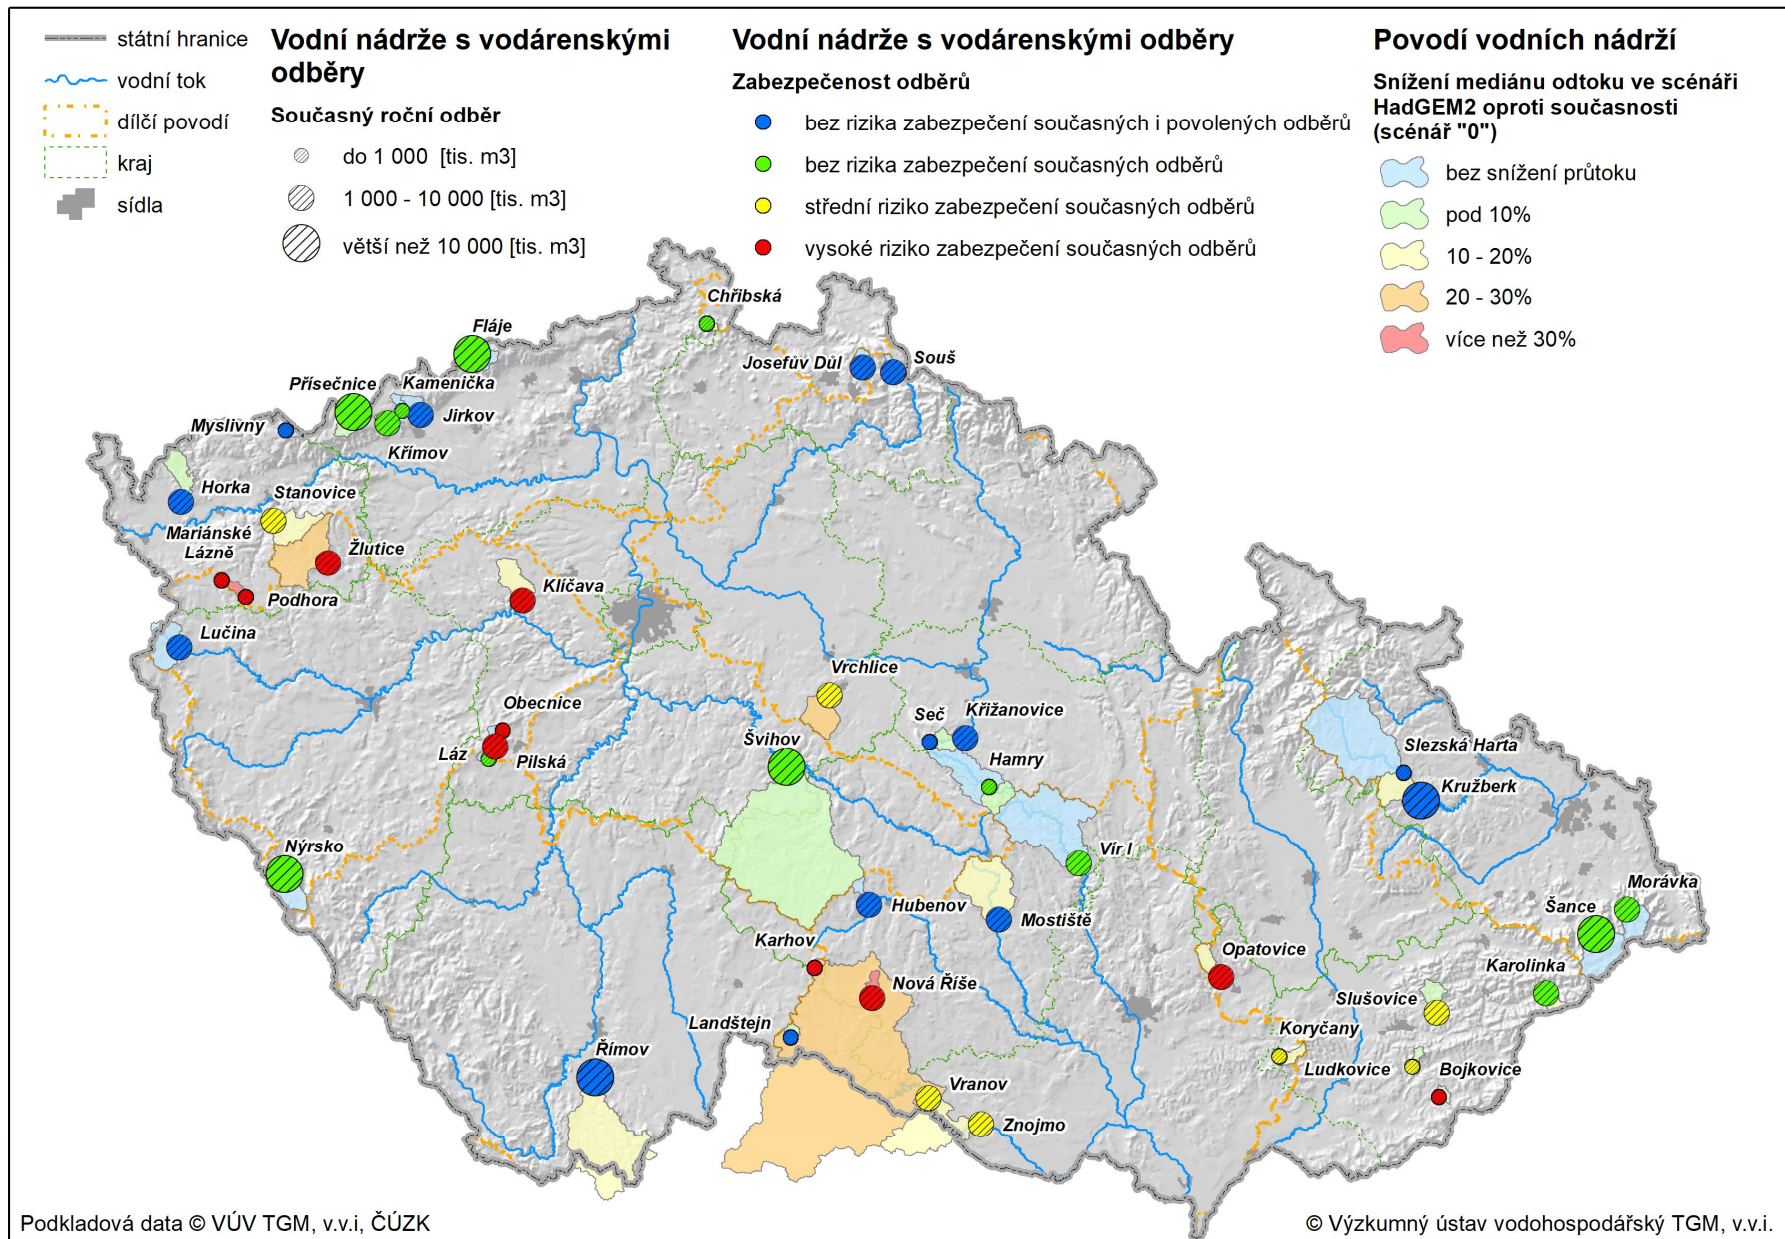 státní hranice
vodní tok
dílčí povodí
kraj
sídla
Vodní nádrže s vodárenskými
odběry
Současný roční odběr
do 1 000  [tis. m3]
1 000 - 10 000 [tis. m3]
větší než 10 000 [tis. m3]
Vodní nádrže s vodárenskými odběry
Zabezpečenost odběrů
bez rizika zabezpečení současných i povolených odběrů
bez rizika zabezpečení současných odběrů
střední riziko zabezpečení současných odběrů
vysoké riziko zabezpečení současných odběrů
Povodí vodních nádrží
Snížení mediánu odtoku ve scénáři
HadGEM2 oproti současnosti
(scénář "0")
bez snížení průtoku
pod 10%
10 - 20%
20 - 30%
více než 30%
Chřibská
Fláje
Josefův Důl
Souš
Přísečnice
Kamenička
Jirkov
Myslivny
Křímov
Horka
Stanovice
Mariánské
Lázně
Žlutice
Podhora
Klíčava
Lučina
Vrchlice
Obecnice
Seč
Křižanovice
Láz
Pilská
Švihov
Hamry
Slezská Harta
Kružberk
Nýrsko
Vír I
Morávka
Hubenov
Mostiště
Šance
Karhov
Opatovice
Karolinka
Nová Říše
Slušovice
Landštejn
Koryčany
Římov
Ludkovice
Bojkovice
Vranov
Znojmo
Podkladová data © VÚV TGM, v.v.i, ČÚZK
© Výzkumný ústav vodohospodářský TGM, v.v.i.